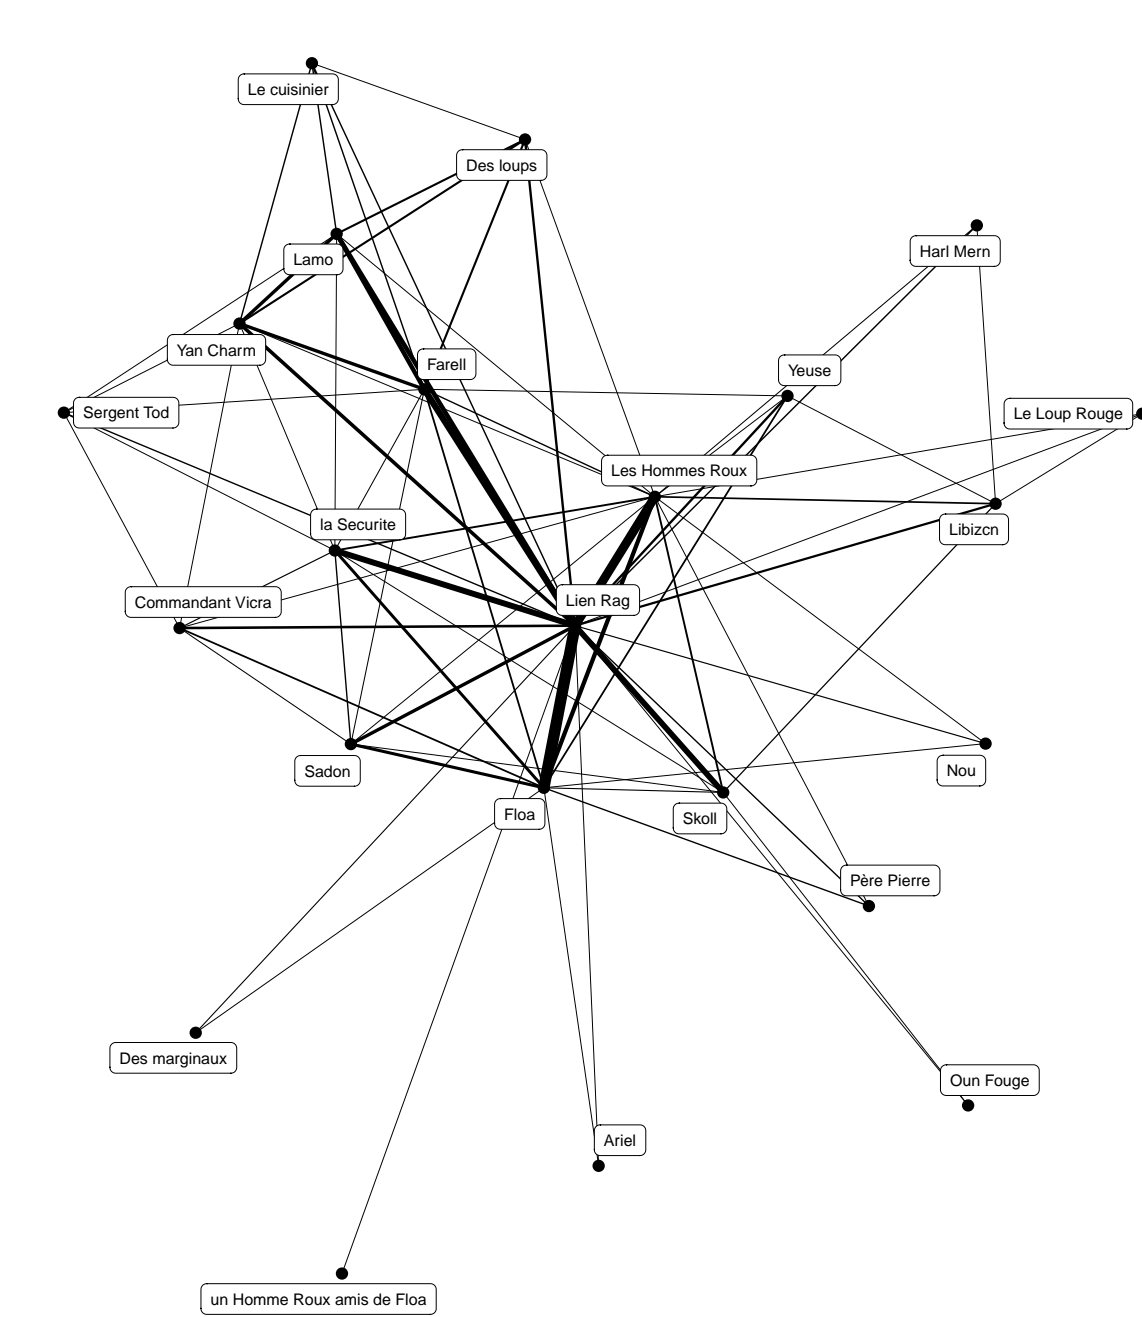 Le cuisinier
Des loups
Harl Mern
Lamo
Yan Charm
Farell
Yeuse
Sergent Tod
Le Loup Rouge
Les Hommes Roux
la Securite
Libizcn
Lien Rag
Commandant Vicra
Sadon
Nou
Floa
Skoll
Père Pierre
Des marginaux
Oun Fouge
Ariel
un Homme Roux amis de Floa